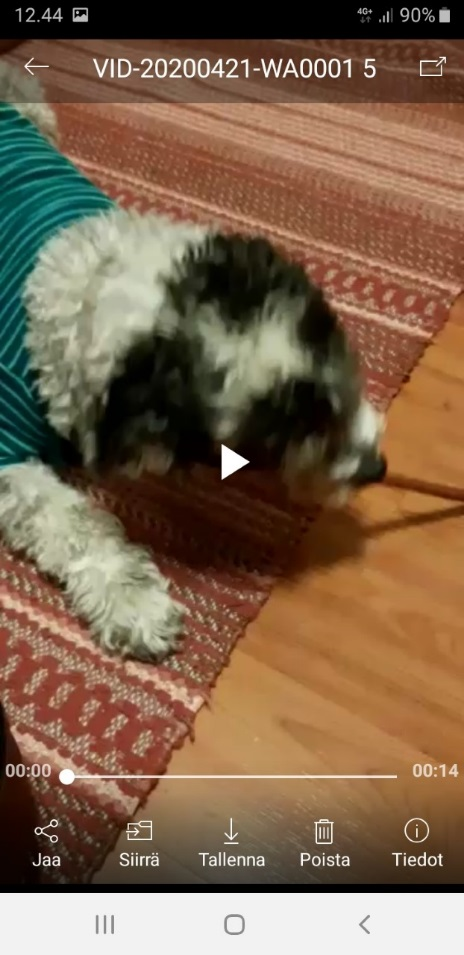 12.44 4G+ 90%
VID-20200421-WA0001 5
00:00 00:14
Jaa Siirrä Tallenna Poista Tiedot